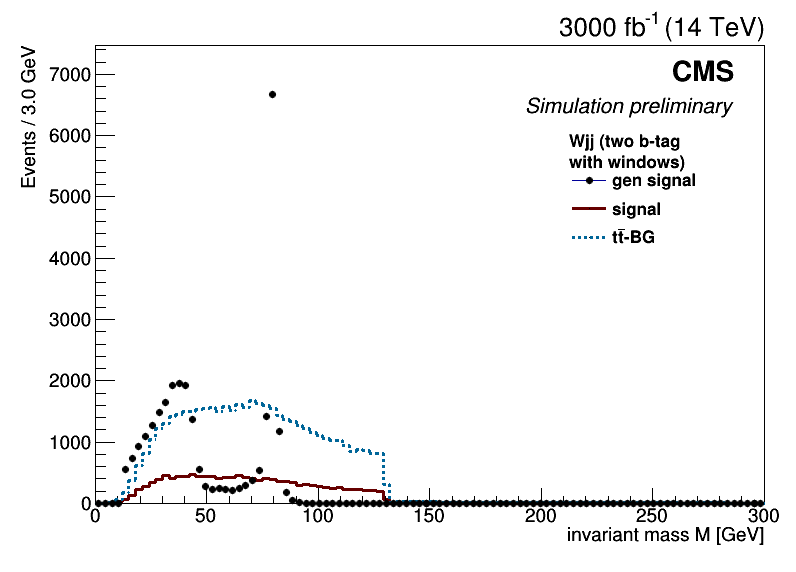 3000 fb-1 (14 TeV)
CMS
Simulation preliminary
Wjj (two b-tag
with windows)
gen signal
signal
tt̄-BG
Events / 3.0 GeV
7000
6000
5000
4000
3000
2000
1000
0
0 50 100 150 200 250 300
invariant mass M [GeV]